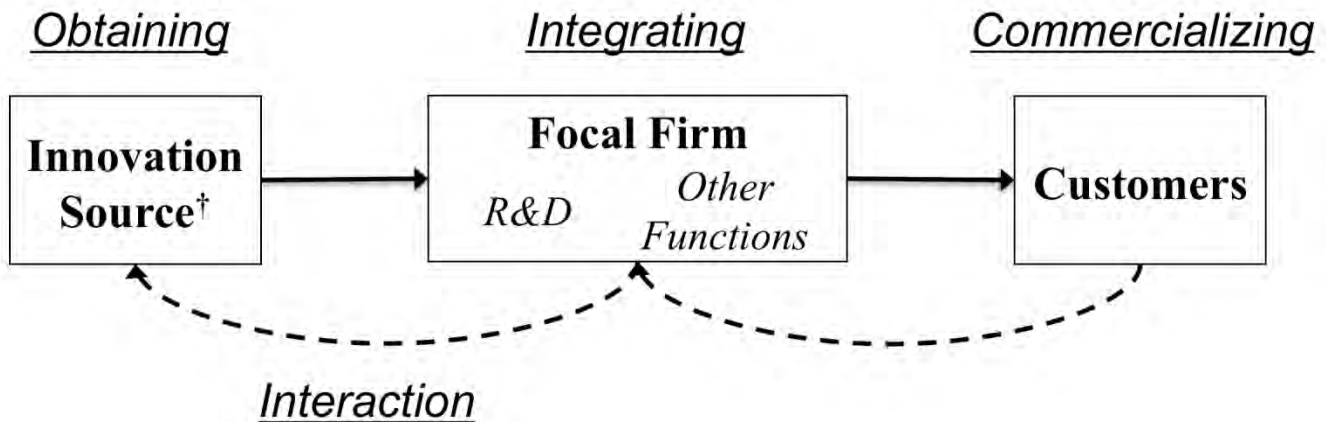 Obtaining
Integrating
Commercializing
Innovation
Source†
Focal Firm
R&D
Other
Functions
Customers
Interaction